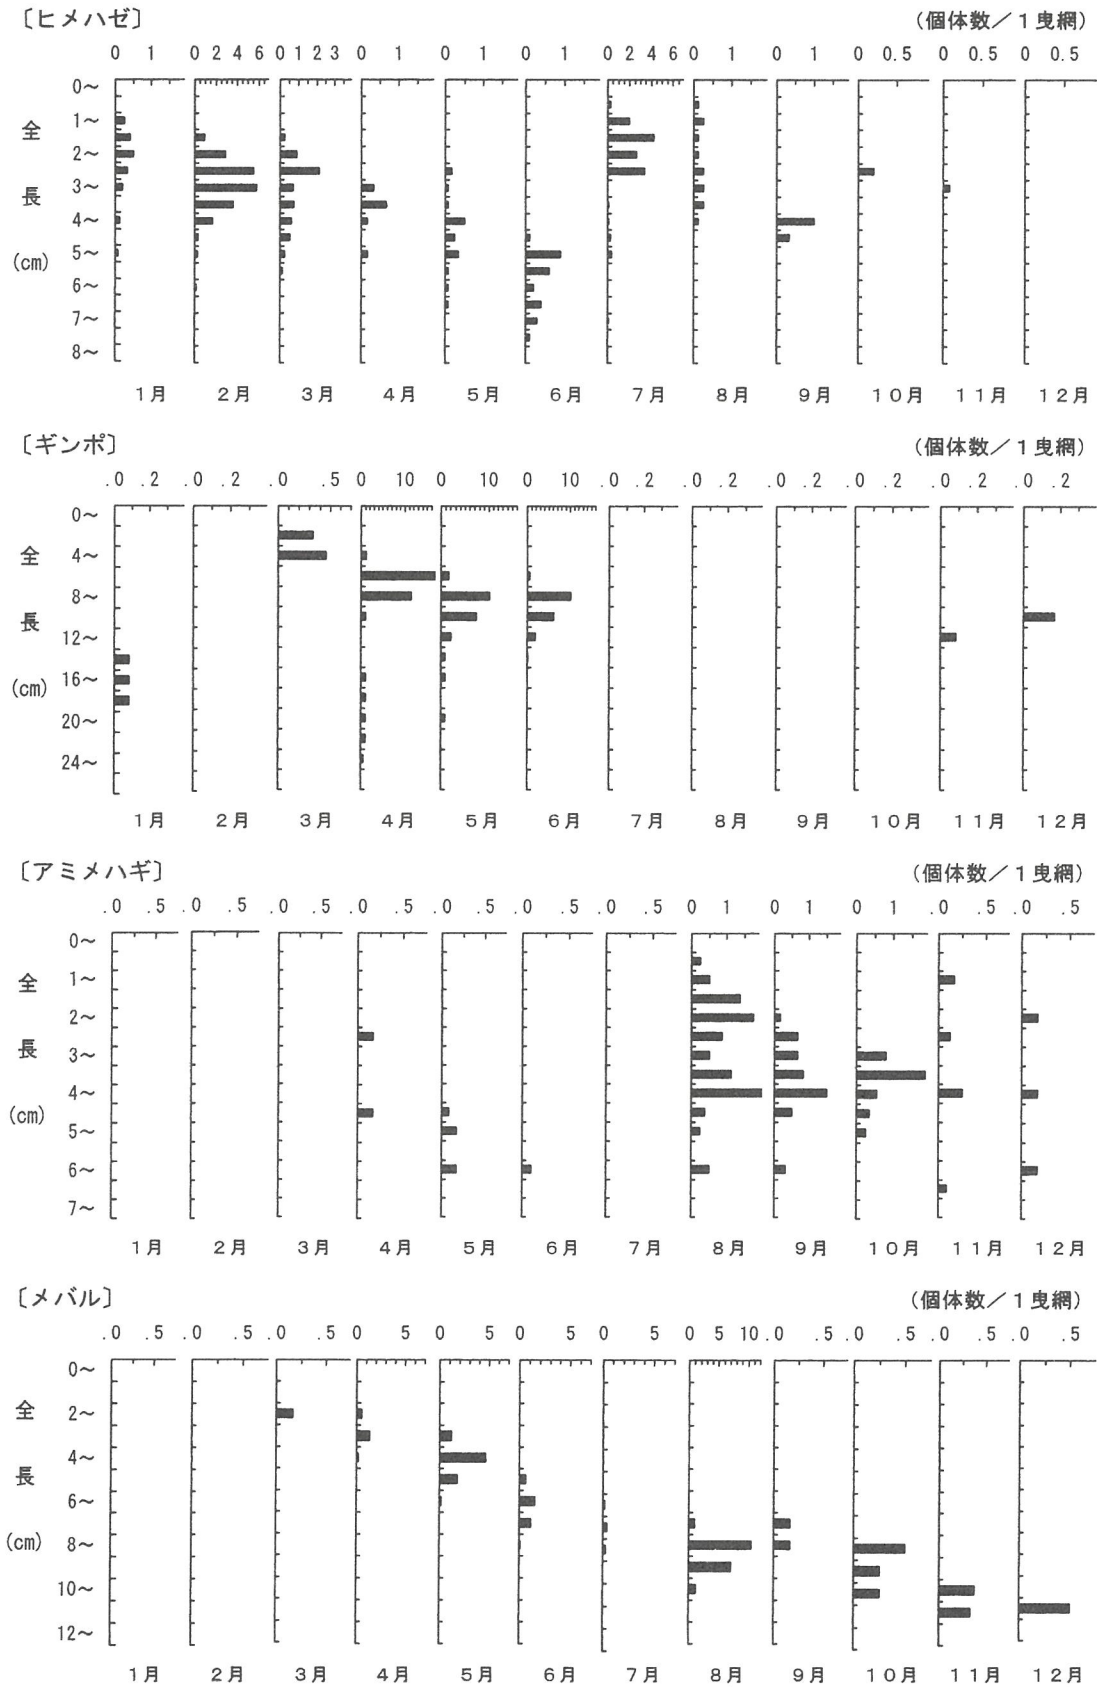 〔ヒメハゼ〕 (個体数／1曳網)
0 1 0 2 4 6 0 1 2 3 0 1 0 1 0 1 0 2 4 6 0 1 0 1 0 0.5 0 1 0 0.5
0～
1～
全
2～
3～
長
4～
(cm) 5～
6～
7～
8～
1月 2月 3月 4月 5月 6月 7月 8月 9月 10月 11月 12月
〔ギンポ〕 (個体数／1曳網)
.0 .2 .0 .2 .0 .5 0 10 0 10 0 10 .0 .2 .0 .2 .0 .2 .0 .2 .0 .2 .0 .2
0～
全 4～
8～
長
12～
(cm) 16～
20～
24～
1月 2月 3月 4月 5月 6月 7月 8月 9月 10月 11月 12月
〔アミメハギ〕 (個体数／1曳網)
.0 .5 .0 .5 .0 .5 .0 .5 .0 .5 .0 .5 .0 .5 0 1 0 1 0 1 .0 .5 .0 .5
0～
全 1～
2～
長 3～
4～
(cm)
5～
6～
7～
1月 2月 3月 4月 5月 6月 7月 8月 9月 10月 11月 12月
〔メバル〕 (個体数／1曳網)
.0 .5 .0 .5 .0 .5 0 5 0 5 0 5 0 5 0 5 10 .0 .5 .0 .5 .0 .5 .0 .5
0～
全 2～
4～
長
6～
(cm) 8～
10～
12～
1月 2月 3月 4月 5月 6月 7月 8月 9月 10月 11月 12月